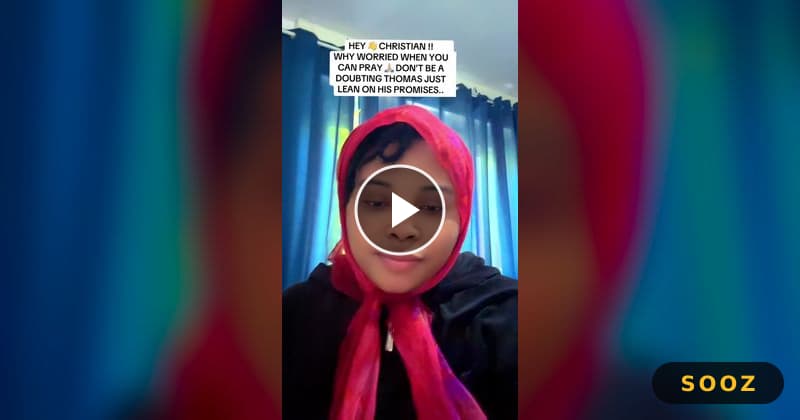 HEY 👋 CHRISTIAN !!
WHY WORRIED WHEN YOU
CAN PRAY 🙏🏻 DON'T BE A
DOUBTING THOMAS JUST
LEAN ON HIS PROMISES..
SOOZ